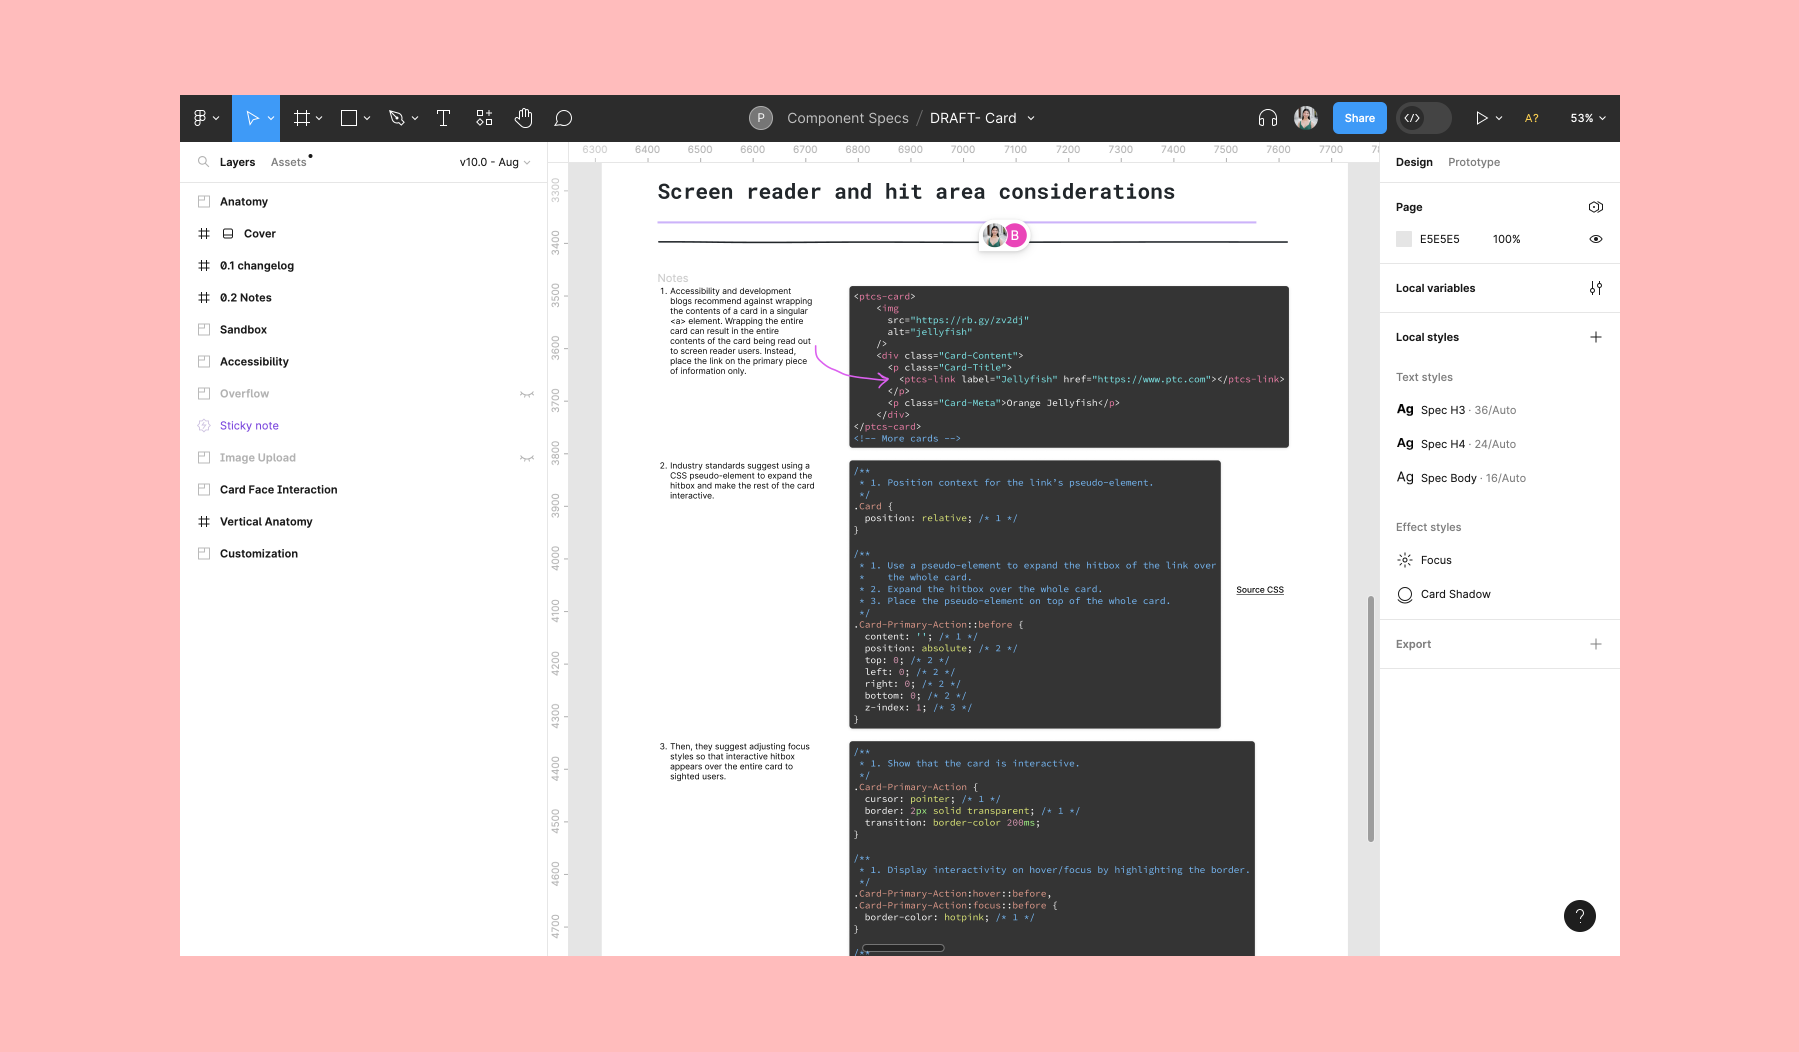 P Component Specs / DRAFT- Card
Share
</>
A?
53%
Layers Assets v10.0 - Aug
Anatomy
Cover
0.1 changelog
0.2 Notes
Sandbox
Accessibility
Overflow
Sticky note
Image Upload
Card Face Interaction
Vertical Anatomy
Customization
6300 6400 6500 6600 6700 6800 6900 7000 7100 7200 7300 7400 7500 7600 7700
3300
3400
3500
3600
3700
3800
3900
4000
4100
4200
4300
4400
4500
4600
4700
Screen reader and hit area considerations
B
Notes
1. Accessibility and development
blogs recommend against wrapping
the contents of a card in a singular
<a> element. Wrapping the entire
card can result in the entire
contents of the card being read out
to screen reader users. Instead,
place the link on the primary piece
of information only.
<ptcs-card>
<img
src="https://rb.gy/zv2dj"
alt="jellyfish"
/>
<div class="Card-Content">
<p class="Card-Title">
<ptcs-link label="Jellyfish" href="https://www.ptc.com"></ptcs-link>
</p>
<p class="Card-Meta">Orange Jellyfish</p>
</div>
</ptcs-card>
<!-- More cards -->
2. Industry standards suggest using a
CSS pseudo-element to expand the
hitbox and make the rest of the card
interactive.
/**
* 1. Position context for the link's pseudo-element.
*/
.Card {
position: relative; /* 1 */
}
/**
* 1. Use a pseudo-element to expand the hitbox of the link over
* the whole card.
* 2. Expand the hitbox over the whole card.
* 3. Place the pseudo-element on top of the whole card.
*/
.Card-Primary-Action::before {
content: ''; /* 1 */
position: absolute; /* 2 */
top: 0; /* 2 */
left: 0; /* 2 */
right: 0; /* 2 */
bottom: 0; /* 2 */
z-index: 1; /* 3 */
}
Source CSS
3. Then, they suggest adjusting focus
styles so that interactive hitbox
appears over the entire card to
sighted users.
/**
* 1. Show that the card is interactive.
*/
.Card-Primary-Action {
cursor: pointer; /* 1 */
border: 2px solid transparent; /* 1 */
transition: border-color 200ms;
}
/**
* 1. Display interactivity on hover/focus by highlighting the border.
*/
.Card-Primary-Action:hover::before,
.Card-Primary-Action:focus::before {
border-color: hotpink; /* 1 */
}
/**
Design Prototype
Page
E5E5E5 100%
Local variables
Local styles
Text styles
Ag Spec H3 · 36/Auto
Ag Spec H4 · 24/Auto
Ag Spec Body · 16/Auto
Effect styles
Focus
Card Shadow
Export
?